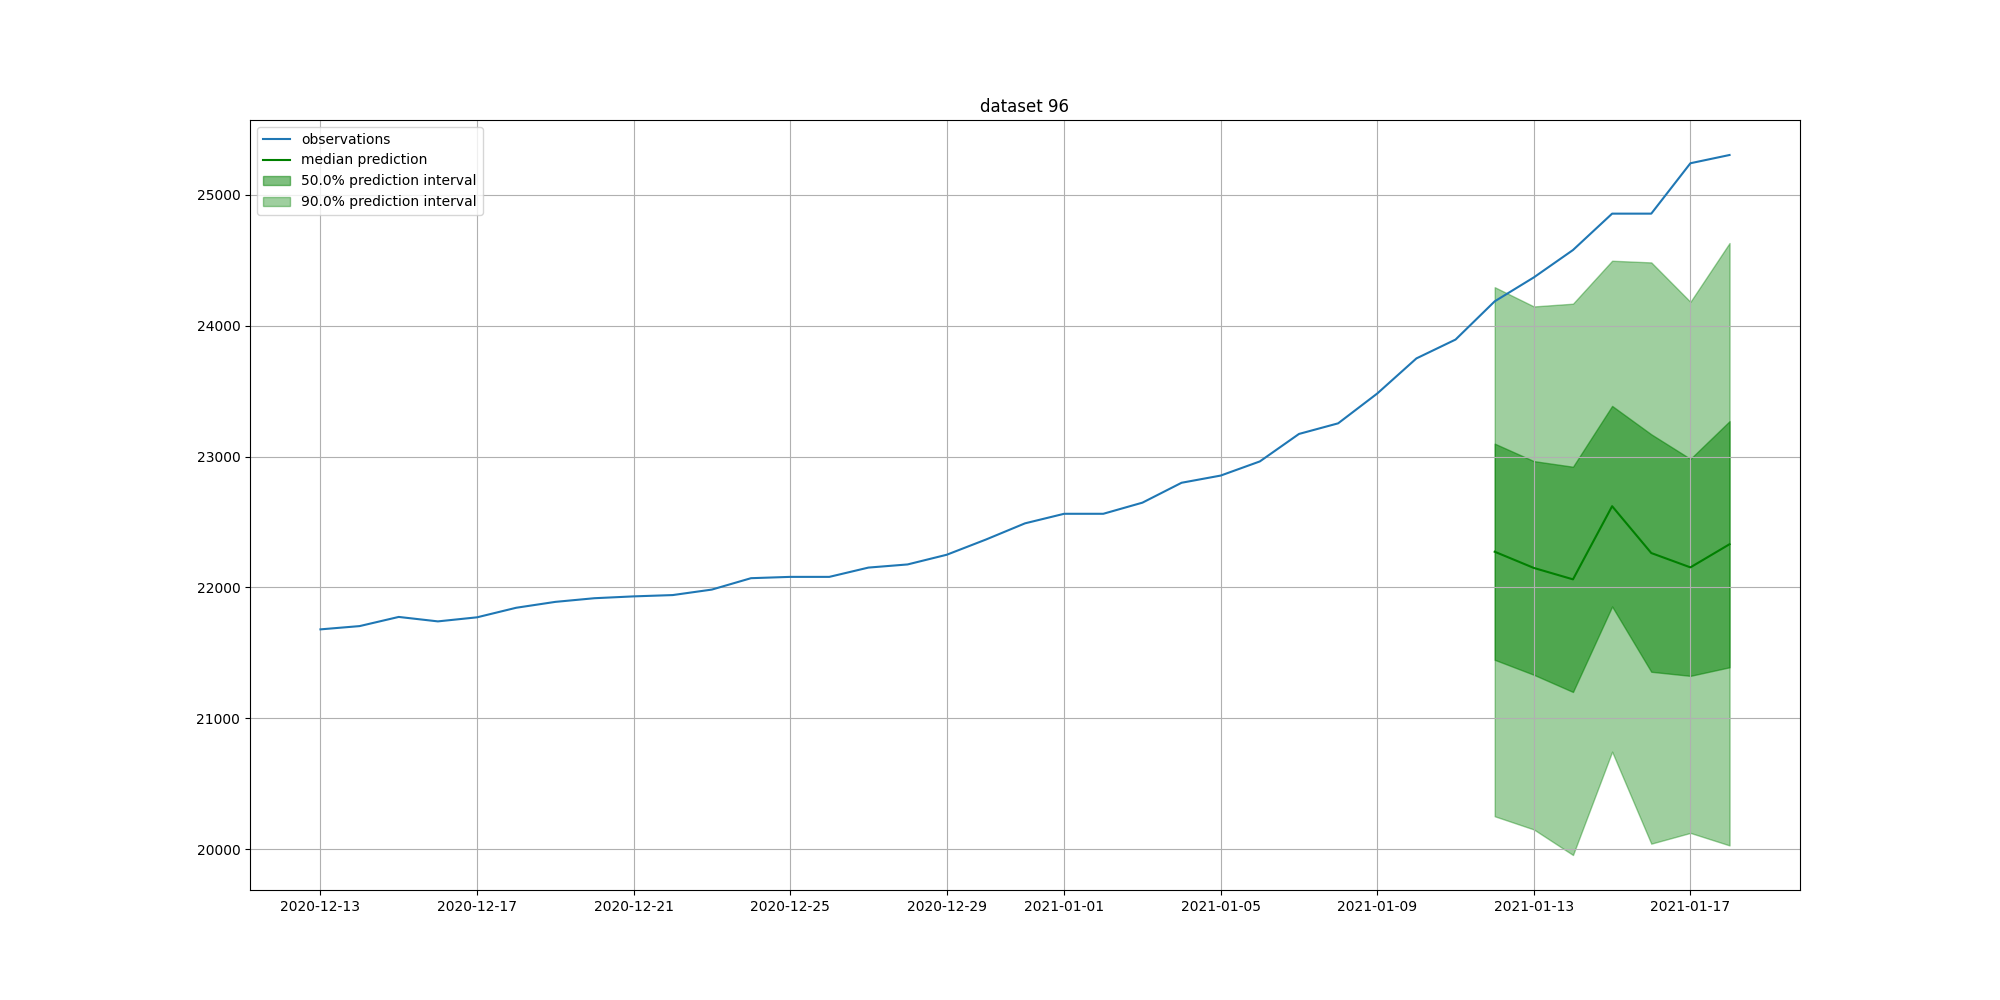 dataset 96
observations
median prediction
50.0% prediction interval
90.0% prediction interval
25000
24000
23000
22000
21000
20000
2020-12-13 2020-12-17 2020-12-21 2020-12-25 2020-12-29 2021-01-01 2021-01-05 2021-01-09 2021-01-13 2021-01-17